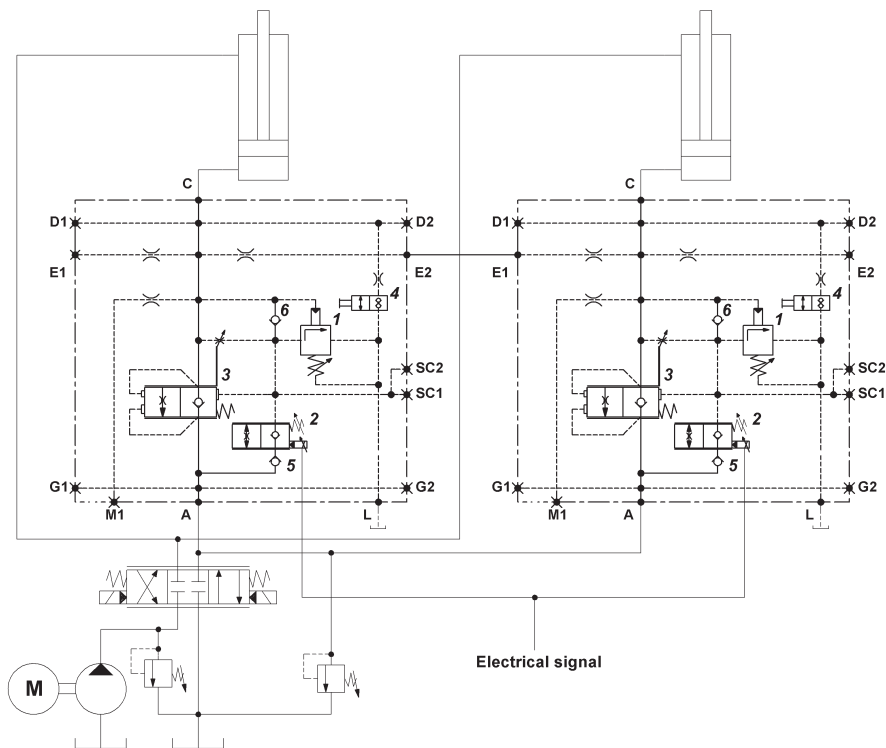 C C
D1 D2 D1 D2
E1 E2 E1 E2
4 4
6 1 6 1
SC2 SC2
3 3
SC1 SC1
2 2
5 5
G1 G2 G1 G2
M1 A L M1 A L
Electrical signal
M